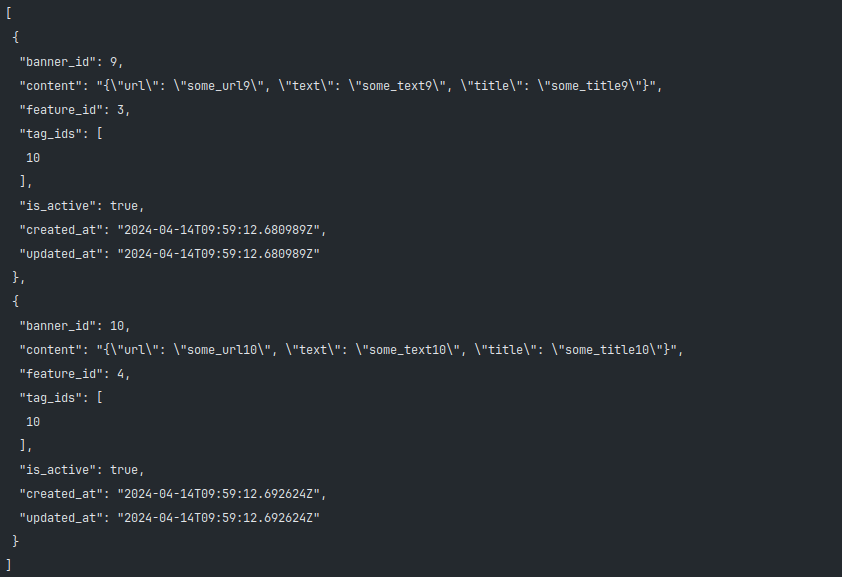 [
 {
  "banner_id": 9,
  "content": "{\"url\": \"some_url9\", \"text\": \"some_text9\", \"title\": \"some_title9\"}",
  "feature_id": 3,
  "tag_ids": [
   10
  ],
  "is_active": true,
  "created_at": "2024-04-14T09:59:12.680989Z",
  "updated_at": "2024-04-14T09:59:12.680989Z"
 },
 {
  "banner_id": 10,
  "content": "{\"url\": \"some_url10\", \"text\": \"some_text10\", \"title\": \"some_title10\"}",
  "feature_id": 4,
  "tag_ids": [
   10
  ],
  "is_active": true,
  "created_at": "2024-04-14T09:59:12.692624Z",
  "updated_at": "2024-04-14T09:59:12.692624Z"
 }
]